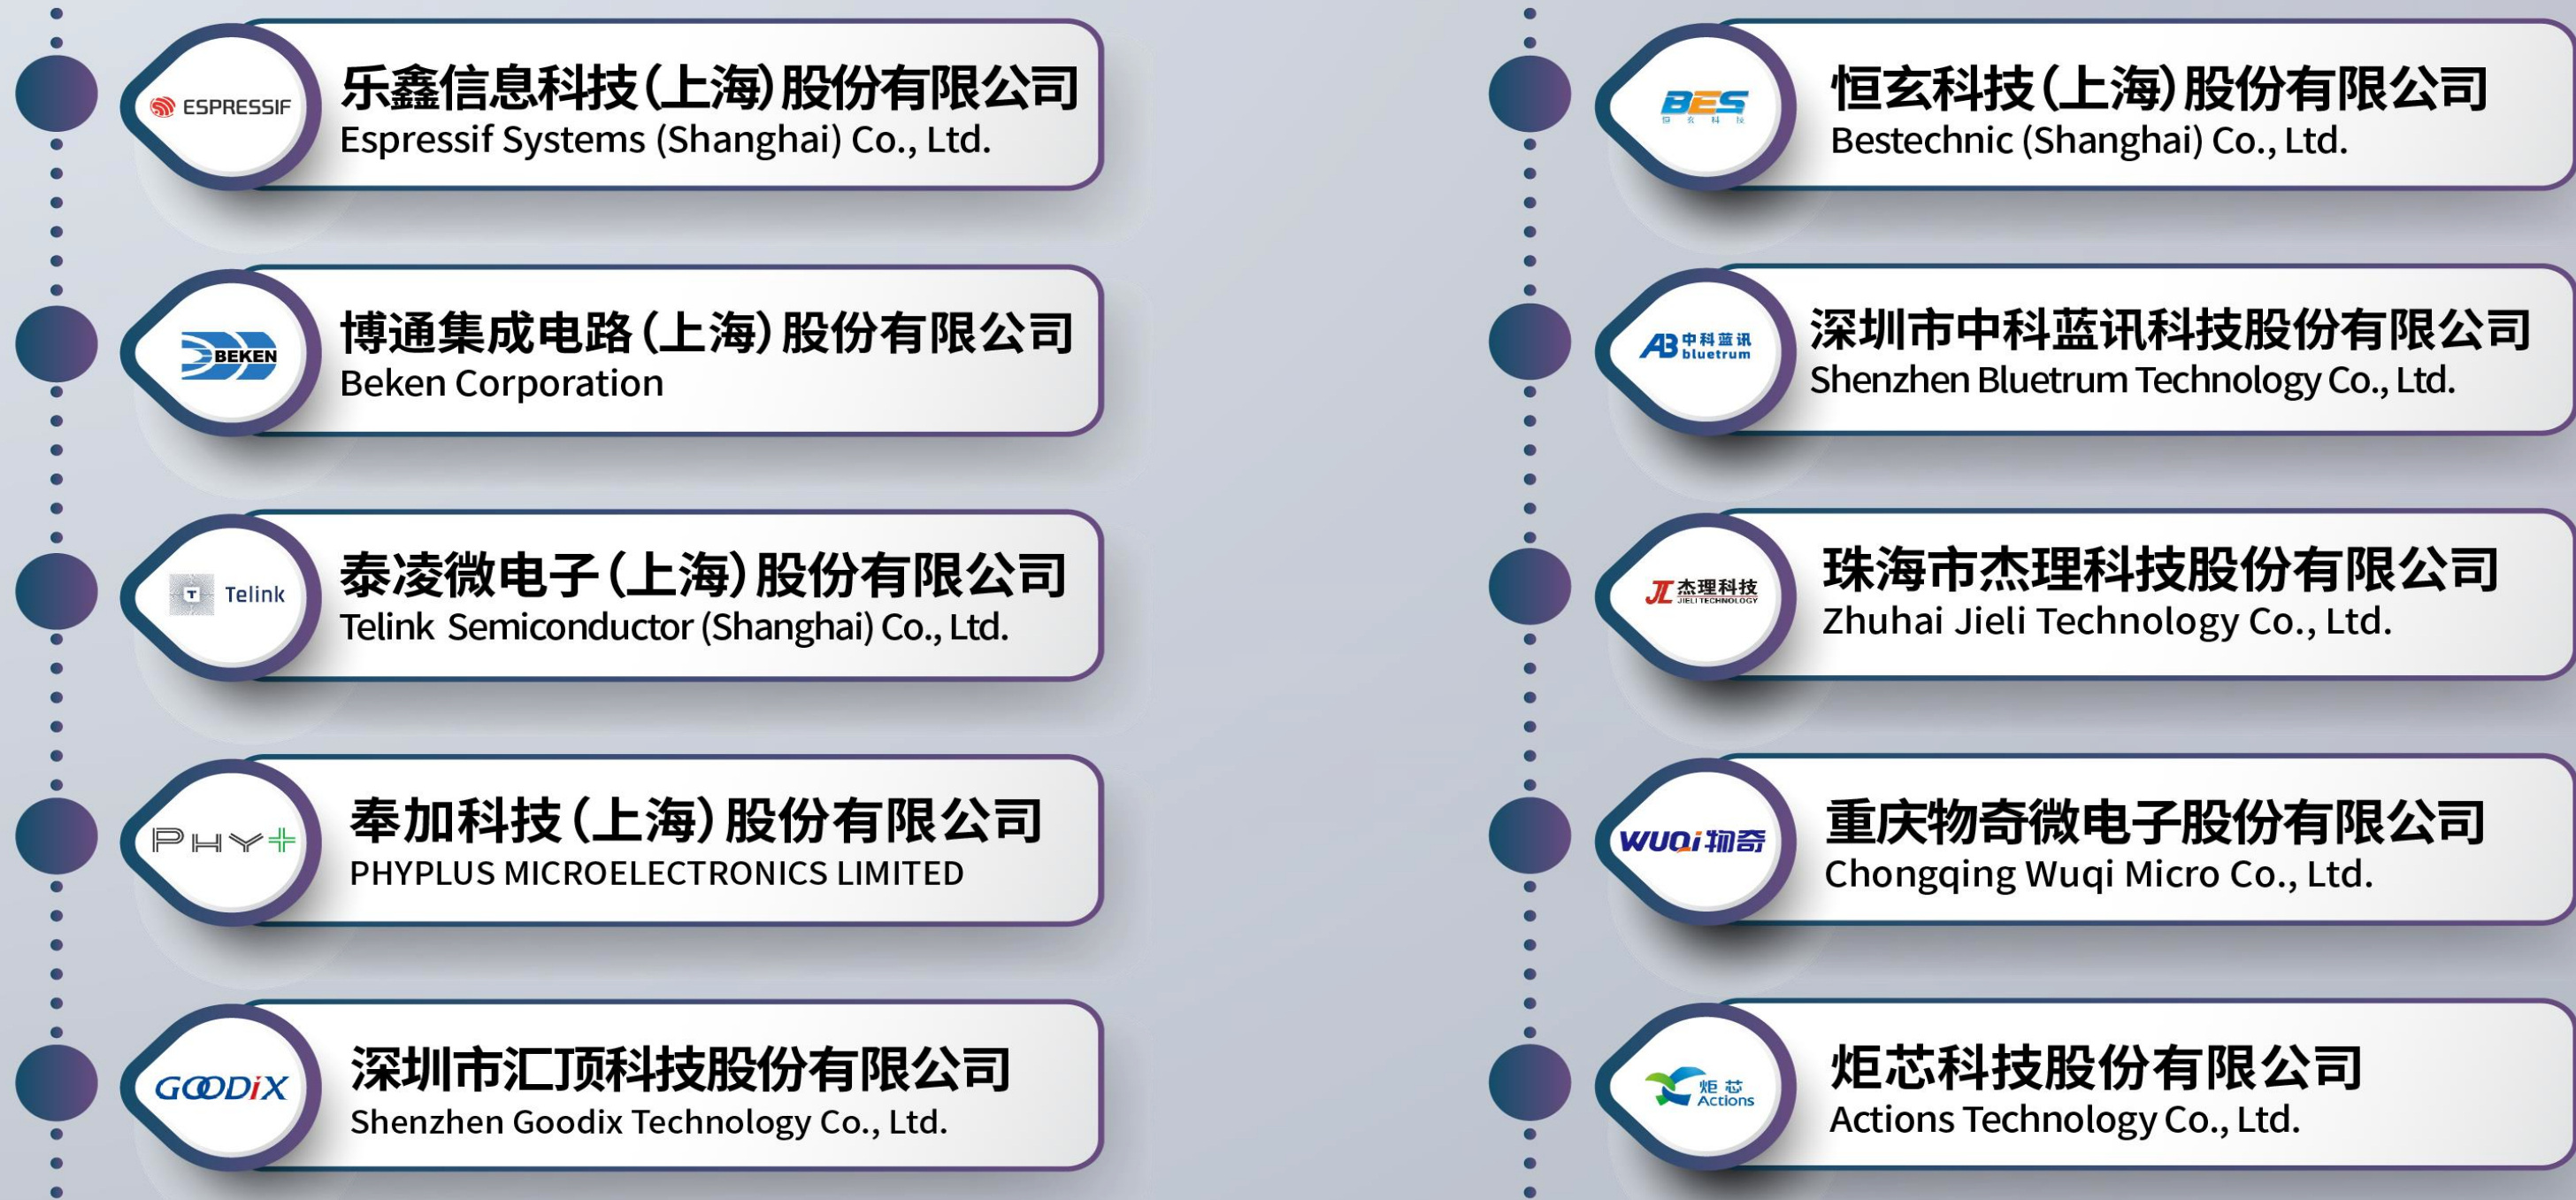 ESPRESSIF
乐鑫信息科技(上海)股份有限公司
Espressif Systems (Shanghai) Co., Ltd.
BEKEN
博通集成电路(上海)股份有限公司
Beken Corporation
T Telink
泰凌微电子(上海)股份有限公司
Telink Semiconductor (Shanghai) Co., Ltd.
PHY+
奉加科技(上海)股份有限公司
PHYPLUS MICROELECTRONICS LIMITED
GOODiX
深圳市汇顶科技股份有限公司
Shenzhen Goodix Technology Co., Ltd.
BES
恒玄科技
恒玄科技(上海)股份有限公司
Bestechnic (Shanghai) Co., Ltd.
AB 中科蓝讯
bluetrum
深圳市中科蓝讯科技股份有限公司
Shenzhen Bluetrum Technology Co., Ltd.
JL 杰理科技
JIELI TECHNOLOGY
珠海市杰理科技股份有限公司
Zhuhai Jieli Technology Co., Ltd.
WUQi 物奇
重庆物奇微电子股份有限公司
Chongqing Wuqi Micro Co., Ltd.
炬芯
Actions
炬芯科技股份有限公司
Actions Technology Co., Ltd.